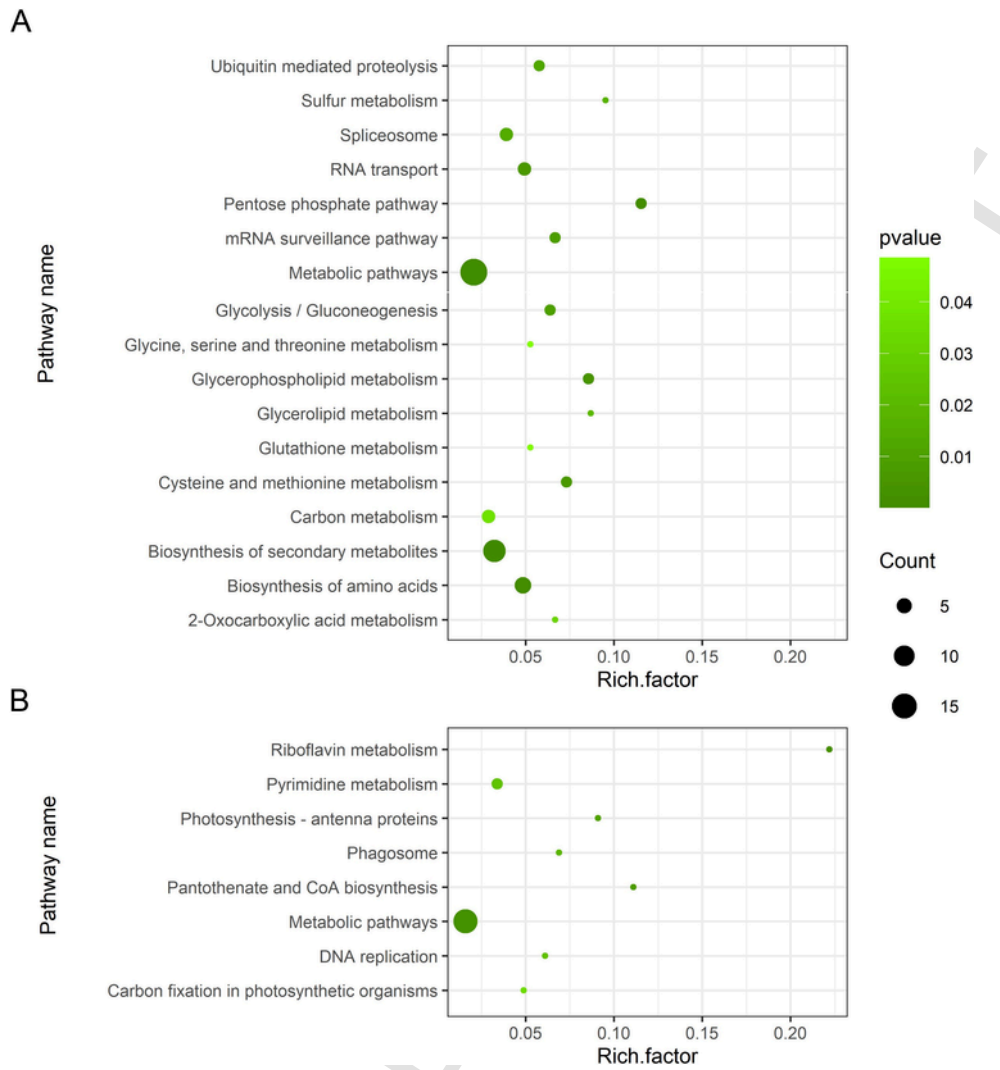 A
Pathway name
Ubiquitin mediated proteolysis
Sulfur metabolism
Spliceosome
RNA transport
Pentose phosphate pathway
mRNA surveillance pathway
Metabolic pathways
Glycolysis / Gluconeogenesis
Glycine, serine and threonine metabolism
Glycerophospholipid metabolism
Glycerolipid metabolism
Glutathione metabolism
Cysteine and methionine metabolism
Carbon metabolism
Biosynthesis of secondary metabolites
Biosynthesis of amino acids
2-Oxocarboxylic acid metabolism
0.05 0.10 0.15 0.20
Rich.factor
pvalue
0.04
0.03
0.02
0.01
Count
5
10
15
B
Pathway name
Riboflavin metabolism
Pyrimidine metabolism
Photosynthesis - antenna proteins
Phagosome
Pantothenate and CoA biosynthesis
Metabolic pathways
DNA replication
Carbon fixation in photosynthetic organisms
0.05 0.10 0.15 0.20
Rich.factor